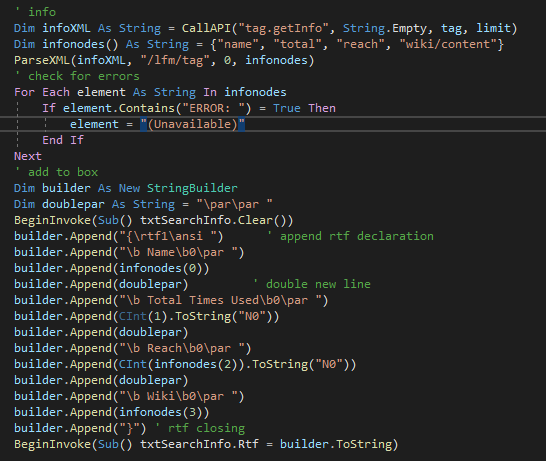 ' info
Dim infoXML As String = CallAPI("tag.getInfo", String.Empty, tag, limit)
Dim infonodes() As String = {"name", "total", "reach", "wiki/content"}
ParseXML(infoXML, "/lfm/tag", 0, infonodes)
' check for errors
For Each element As String In infonodes
    If element.Contains("ERROR: ") = True Then
        element = "(Unavailable)"
    End If
Next
' add to box
Dim builder As New StringBuilder
Dim doublepar As String = "\par\par "
BeginInvoke(Sub() txtSearchInfo.Clear())
builder.Append("{\rtf1\ansi ")      ' append rtf declaration
builder.Append("\b Name\b0\par ")
builder.Append(infonodes(0))
builder.Append(doublepar)         ' double new line
builder.Append("\b Total Times Used\b0\par ")
builder.Append(CInt(1).ToString("N0"))
builder.Append(doublepar)
builder.Append("\b Reach\b0\par ")
builder.Append(CInt(infonodes(2)).ToString("N0"))
builder.Append(doublepar)
builder.Append("\b Wiki\b0\par ")
builder.Append(infonodes(3))
builder.Append("}") ' rtf closing
BeginInvoke(Sub() txtSearchInfo.Rtf = builder.ToString)